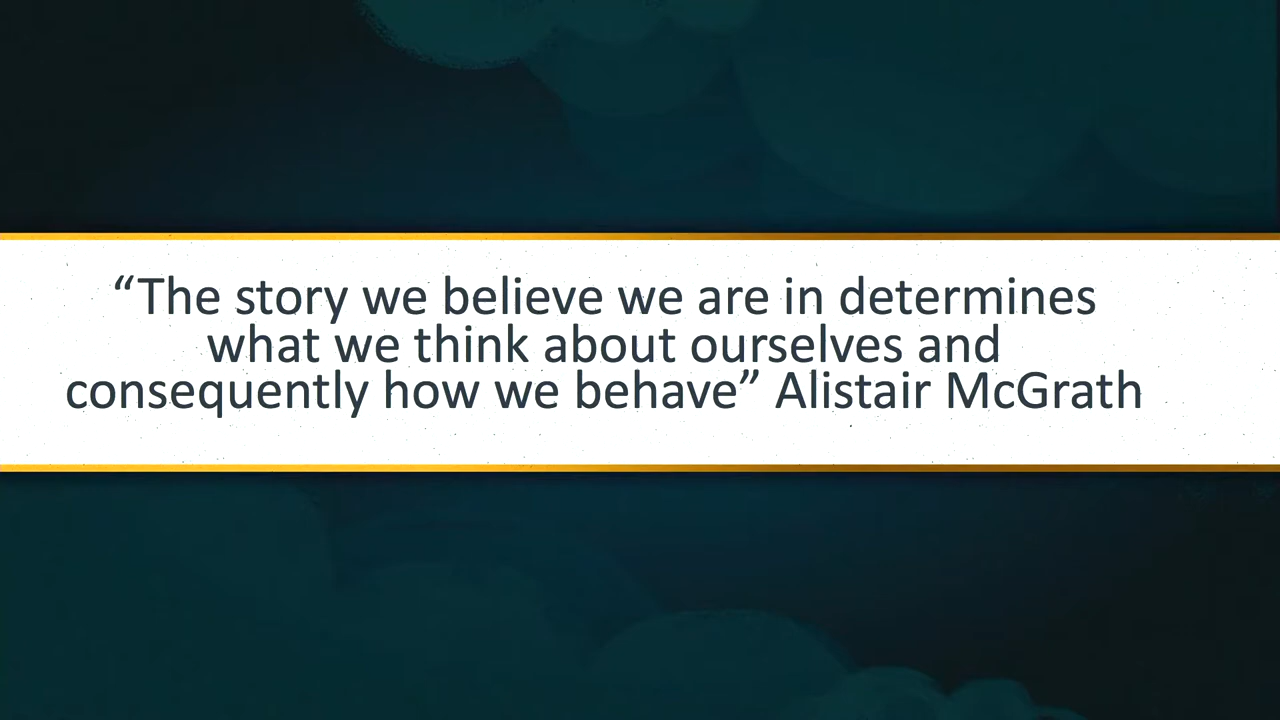 “The story we believe we are in determines
what we think about ourselves and
consequently how we behave” Alistair McGrath